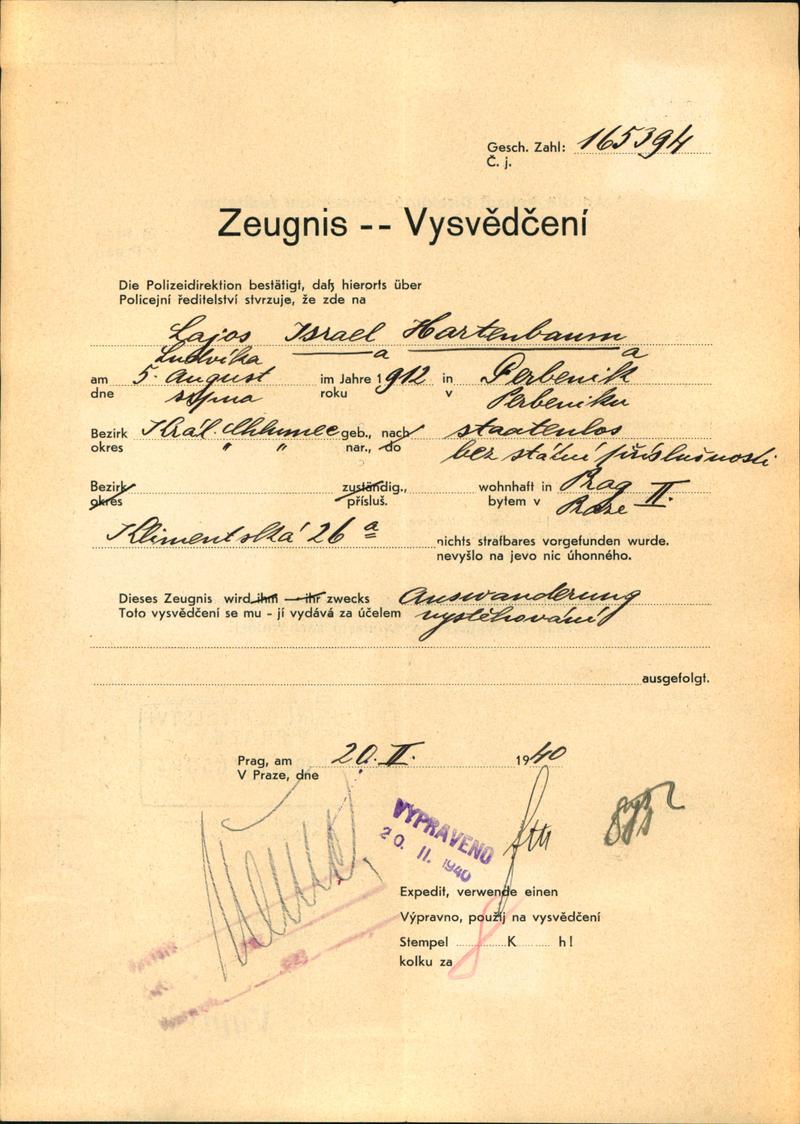 Gesch. Zahl: 165394
Č. j.
Zeugnis -- Vysvědčení
Die Polizeidirektion bestätigt, daß hierorts über
Policejní ředitelství stvrzuje, že zde na
Lajos Israel Hartenbaum
Ludvíka a a
am 5. August im Jahre 1912 in Perbenik
dne srpna roku v Perbeniku
Bezirk Král. Chlumec geb., nach staatenlos
okres " " nar., do bez státní příslušnosti
Bezirk zuständig., wohnhaft in Prag II.
okres přísluš. bytem v Praze
Klimentská 26 a
nichts strafbares vorgefunden wurde.
nevyšlo na jevo nic úhonného.
Dieses Zeugnis wird ihm – ihr zwecks Auswanderung
Toto vysvědčení se mu - jí vydává za účelem vystěhování
ausgefolgt.
Prag, am 20. II. 1940
V Praze, dne
VYPRAVENO
20. II. 1940
Expedit, verwende einen
Výpravno, použij na vysvědčení
Stempel 8 K h!
kolku za